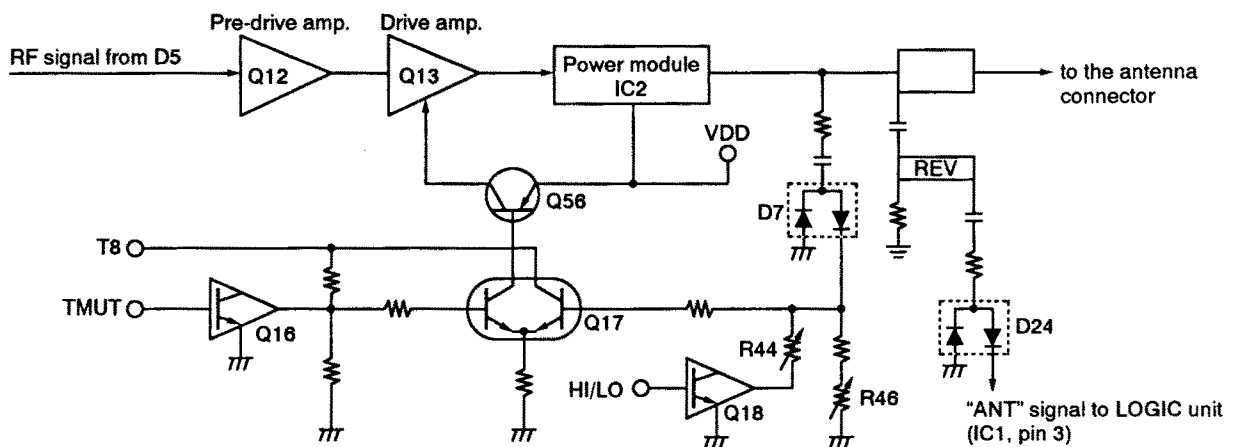 Pre-drive amp.
Drive amp.
RF signal from D5
Q12
Q13
Power module
IC2
to the antenna
connector
VDD
REV
Q56
D7
T8
TMUT
Q16
Q17
R44
D24
HI/LO
Q18
R46
“ANT” signal to LOGIC unit
(IC1, pin 3)